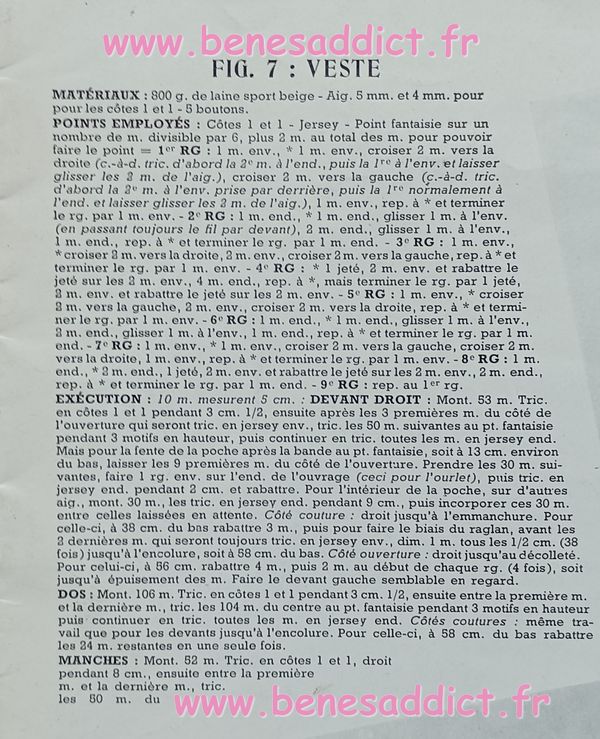 www.benesaddict.fr
FIG. 7 : VESTE
MATÉRIAUX : 800 g. de laine sport beige - Aig. 5 mm. et 4 mm. pour
pour les côtes 1 et 1 - 5 boutons.
POINTS EMPLOYÉS : Côtes 1 et 1 - Jersey - Point fantaisie sur un
nombre de m. divisible par 6, plus 2 m. au total des m. pour pouvoir
faire le point = 1er RG : 1 m. env., * 1 m. env., croiser 2 m. vers la
droite (c.-à-d. tric. d'abord la 2e m. à l'end., puis la 1re à l'env. et laisser
glisser les 2 m. de l'aig.), croiser 2 m. vers la gauche (c.-à-d. tric.
d'abord la 2e m. à l'env. prise par derrière, puis la 1re normalement à
l'end. et laisser glisser les 2 m. de l'aig.), 1 m. env., rep. à * et terminer
le rg. par 1 m. env. - 2e RG : 1 m. end., * 1 m. end., glisser 1 m. à l'env.
(en passant toujours le fil par devant), 2 m. end., glisser 1 m. à l'env.,
1 m. end., rep. à * et terminer le rg. par 1 m. end. - 3e RG : 1 m. env.,
* croiser 2 m. vers la droite, 2 m. env., croiser 2 m. vers la gauche, rep. à * et
terminer le rg. par 1 m. env. - 4e RG : * 1 jeté, 2 m. env. et rabattre le
jeté sur les 2 m. env., 4 m. end., rep. à *, mais terminer le rg. par 1 jeté,
2 m. env. et rabattre le jeté sur les 2 m. env. - 5e RG : 1 m. env., * croiser
2 m. vers la gauche, 2 m. env., croiser 2 m. vers la droite, rep. à * et termi-
ner le rg. par 1 m. env. - 6e RG : 1 m. end., * 1 m. end., glisser 1 m. à l'env.,
2 m. end., glisser 1 m. à l'env., 1 m. end., rep. à * et terminer le rg. par 1 m.
end. - 7e RG : 1 m. env., * 1 m. env., croiser 2 m. vers la gauche, croiser 2 m.
vers la droite, 1 m. env., rep. à * et terminer le rg. par 1 m. env. - 8e RG : 1 m.
end., * 2 m. end., 1 jeté, 2 m. env. et rabattre le jeté sur les 2 m. env., 2 m. end.,
rep. à * et terminer le rg. par 1 m. end. - 9e RG : rep. au 1er rg.
EXÉCUTION : 10 m. mesurent 5 cm. : DEVANT DROIT : Mont. 53 m. Tric.
en côtes 1 et 1 pendant 3 cm. 1/2, ensuite après les 3 premières m. du côté de
l'ouverture qui seront tric. en jersey env., tric. les 50 m. suivantes au pt. fantaisie
pendant 3 motifs en hauteur, puis continuer en tric. toutes les m. en jersey end.
Mais pour la fente de la poche après la bande au pt. fantaisie, soit à 13 cm. environ
du bas, laisser les 9 premières m. du côté de l'ouverture. Prendre les 30 m. sui-
vantes, faire 1 rg. env. sur l'end. de l'ouvrage (ceci pour l'ourlet), puis tric. en
jersey end. pendant 2 cm. et rabattre. Pour l'intérieur de la poche, sur d'autres
aig., mont. 30 m., les tric. en jersey end. pendant 9 cm., puis incorporer ces 30 m.
entre celles laissées en attente. Côté couture : droit jusqu'à l'emmanchure. Pour
celle-ci, à 38 cm. du bas rabattre 3 m., puis pour faire le biais du raglan, avant les
2 dernières m. qui seront toujours tric. en jersey env., dim. 1 m. tous les 1/2 cm. (38
fois) jusqu'à l'encolure, soit à 58 cm. du bas. Côté ouverture : droit jusqu'au décolleté.
Pour celui-ci, à 56 cm. rabattre 4 m., puis 2 m. au début de chaque rg. (4 fois), soit
jusqu'à épuisement des m. Faire le devant gauche semblable en regard.
DOS : Mont. 106 m. Tric. en côtes 1 et 1 pendant 3 cm. 1/2, ensuite entre la première m.
et la dernière m., tric. les 104 m. du centre au pt. fantaisie pendant 3 motifs en hauteur
puis continuer en tric. toutes les m. en jersey end. Côtés coutures : même tra-
vail que pour les devants jusqu'à l'encolure. Pour celle-ci, à 58 cm. du bas rabattre
les 24 m. restantes en une seule fois.
MANCHES : Mont. 52 m. Tric. en côtes 1 et 1, droit
pendant 8 cm., ensuite entre la première
m. et la dernière m., tric.
les 50 m. du
www.benesaddict.fr